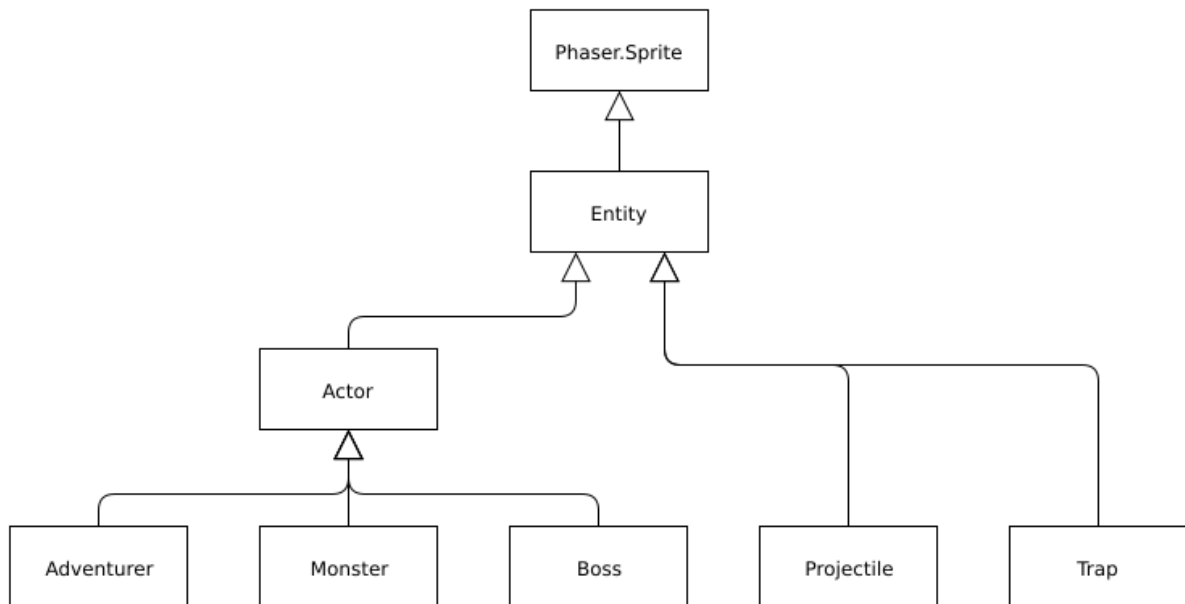 Phaser.Sprite
Entity
Actor
Adventurer
Monster
Boss
Projectile
Trap